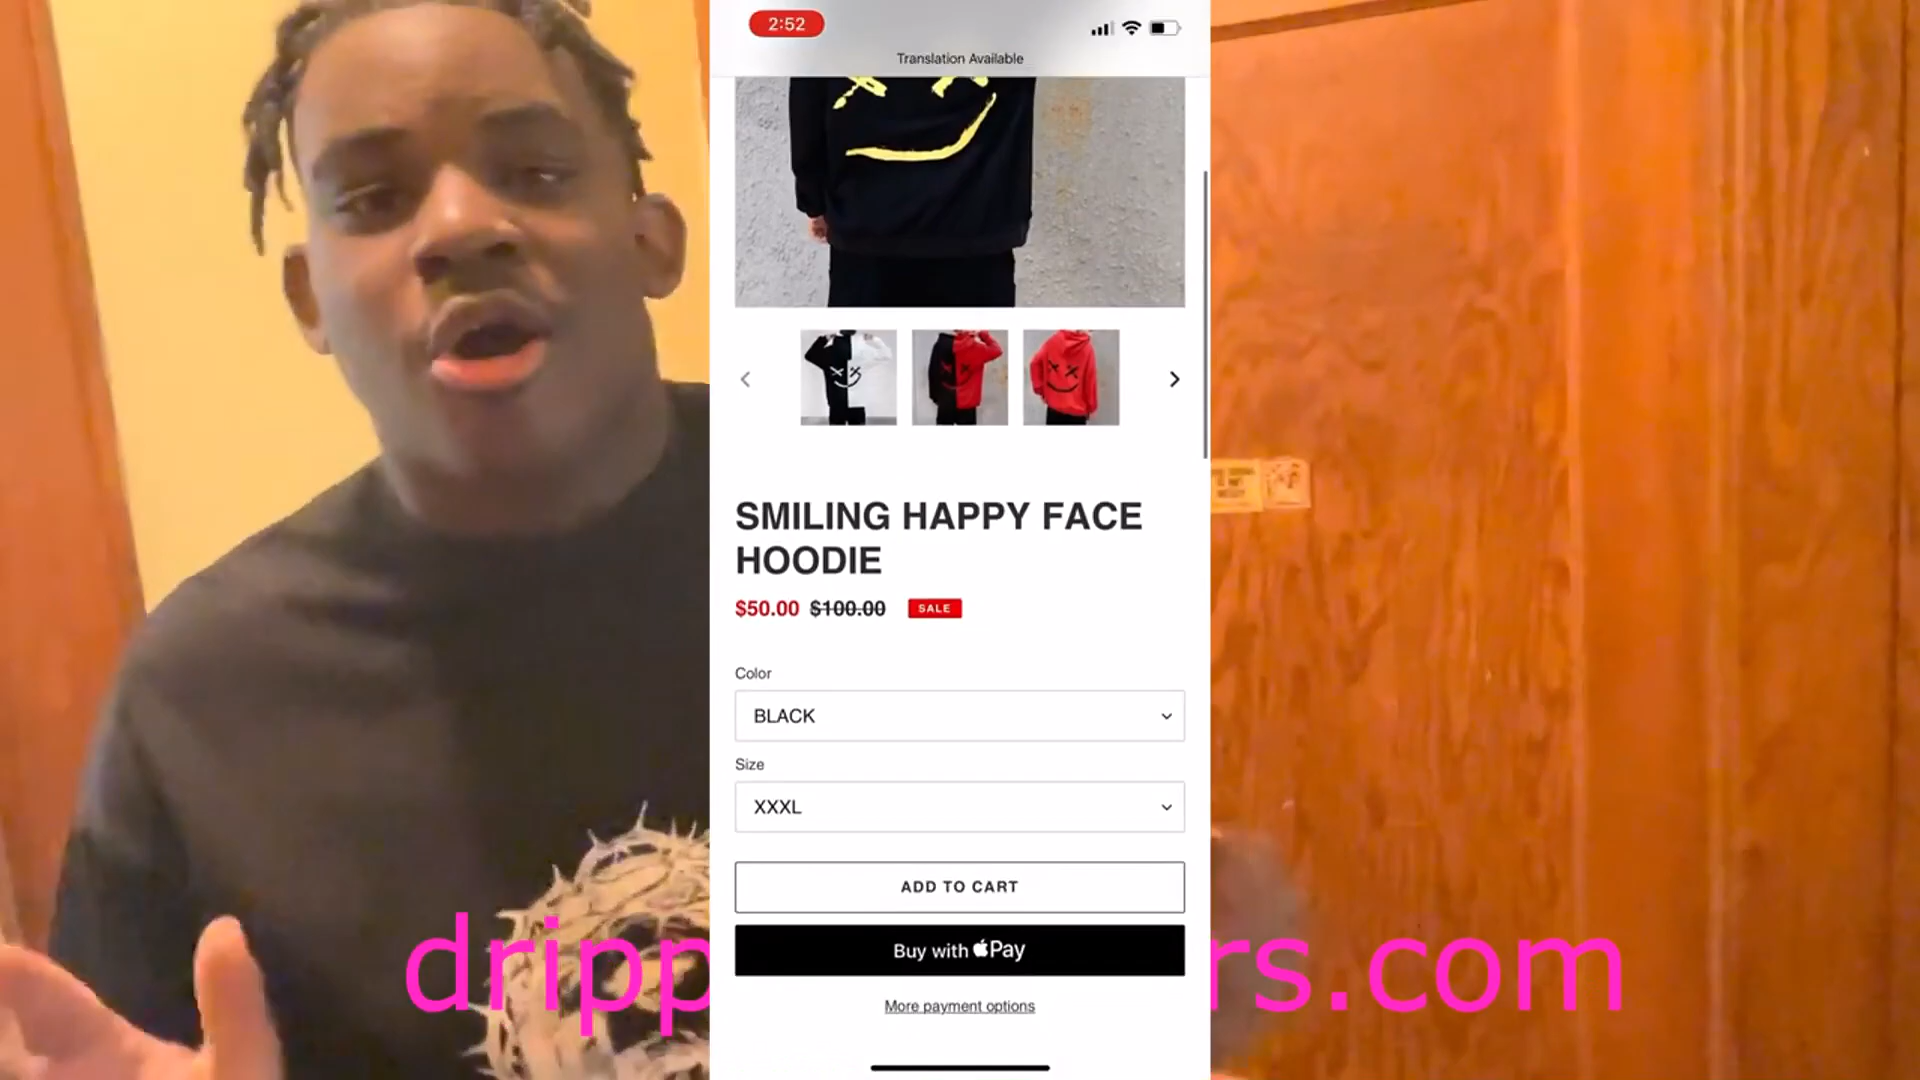 2:52
Translation Available
SMILING HAPPY FACE
HOODIE
$50.00 $100.00 SALE
Color
BLACK
Size
XXXL
ADD TO CART
Buy with Pay
More payment options
dripp rs.com